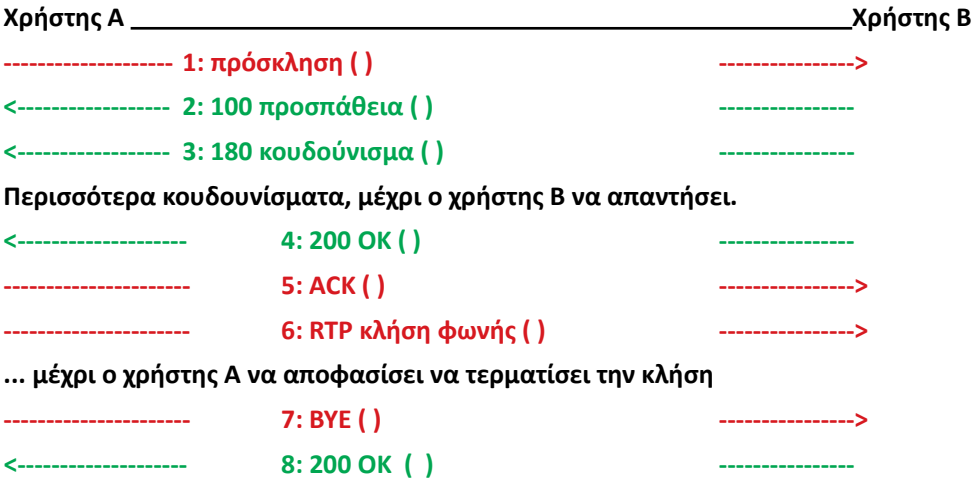 Χρήστης Α ________________________________________________Χρήστης Β
------------------- 1: πρόσκληση ( ) ---------------->
<----------------- 2: 100 προσπάθεια ( ) ---------------
<----------------- 3: 180 κουδούνισμα ( ) ---------------
Περισσότερα κουδουνίσματα, μέχρι ο χρήστης Β να απαντήσει.
<------------------- 4: 200 OK ( ) ---------------
--------------------- 5: ACK ( ) ---------------->
--------------------- 6: RTP κλήση φωνής ( ) ---------------->
... μέχρι ο χρήστης Α να αποφασίσει να τερματίσει την κλήση
--------------------- 7: BYE ( ) ---------------->
<------------------- 8: 200 OK ( ) ---------------